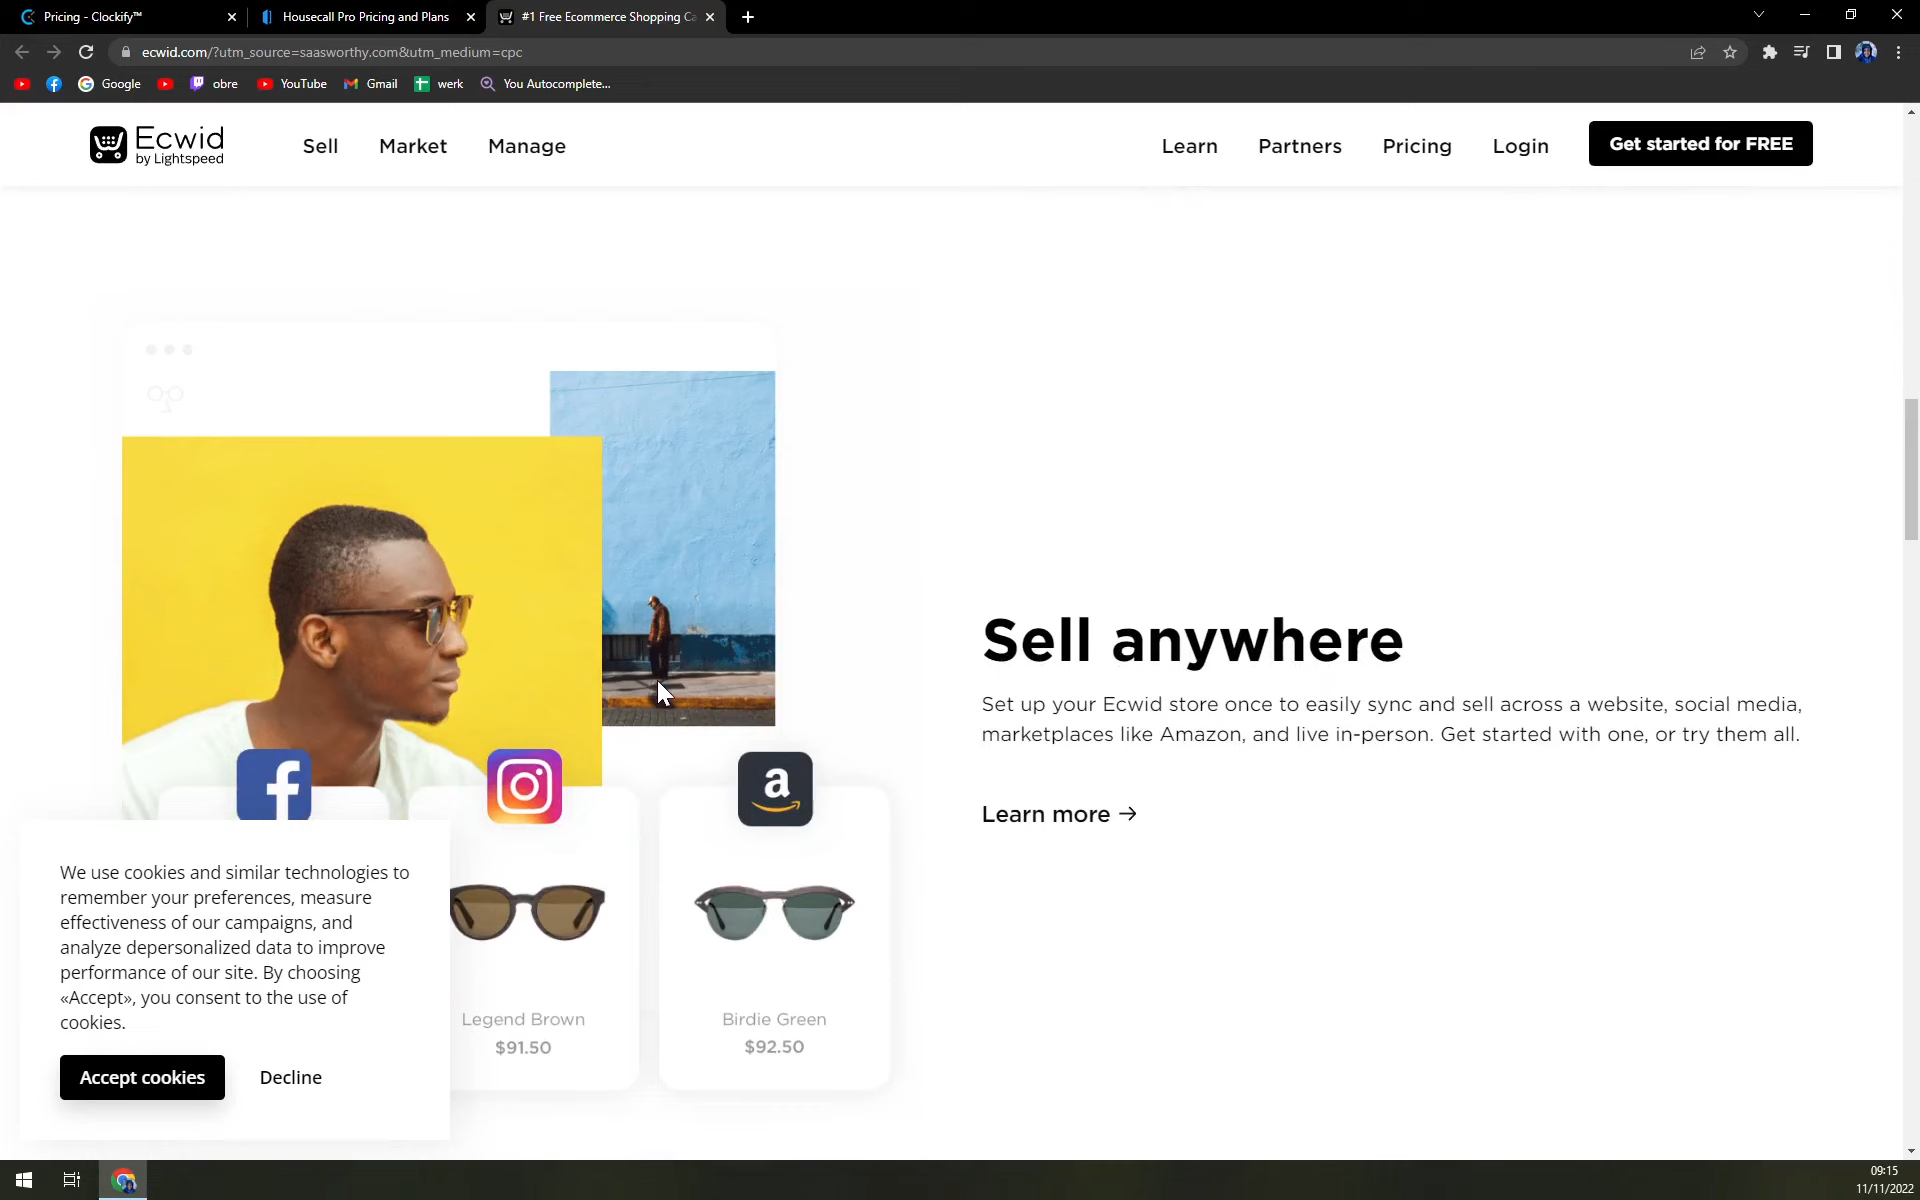 Pricing - Clockify™
Housecall Pro Pricing and Plans
#1 Free Ecommerce Shopping Ca
ecwid.com/?utm_source=saasworthy.com&utm_medium=cpc
Google
obre
YouTube
Gmail
werk
You Autocomplete...
Ecwid
by Lightspeed
Sell
Market
Manage
Learn
Partners
Pricing
Login
Get started for FREE
Sell anywhere
Set up your Ecwid store once to easily sync and sell across a website, social media,
marketplaces like Amazon, and live in-person. Get started with one, or try them all.
Learn more →
We use cookies and similar technologies to
remember your preferences, measure
effectiveness of our campaigns, and
analyze depersonalized data to improve
performance of our site. By choosing
«Accept», you consent to the use of
cookies.
Accept cookies
Decline
Legend Brown
$91.50
Birdie Green
$92.50
09:15
11/11/2022